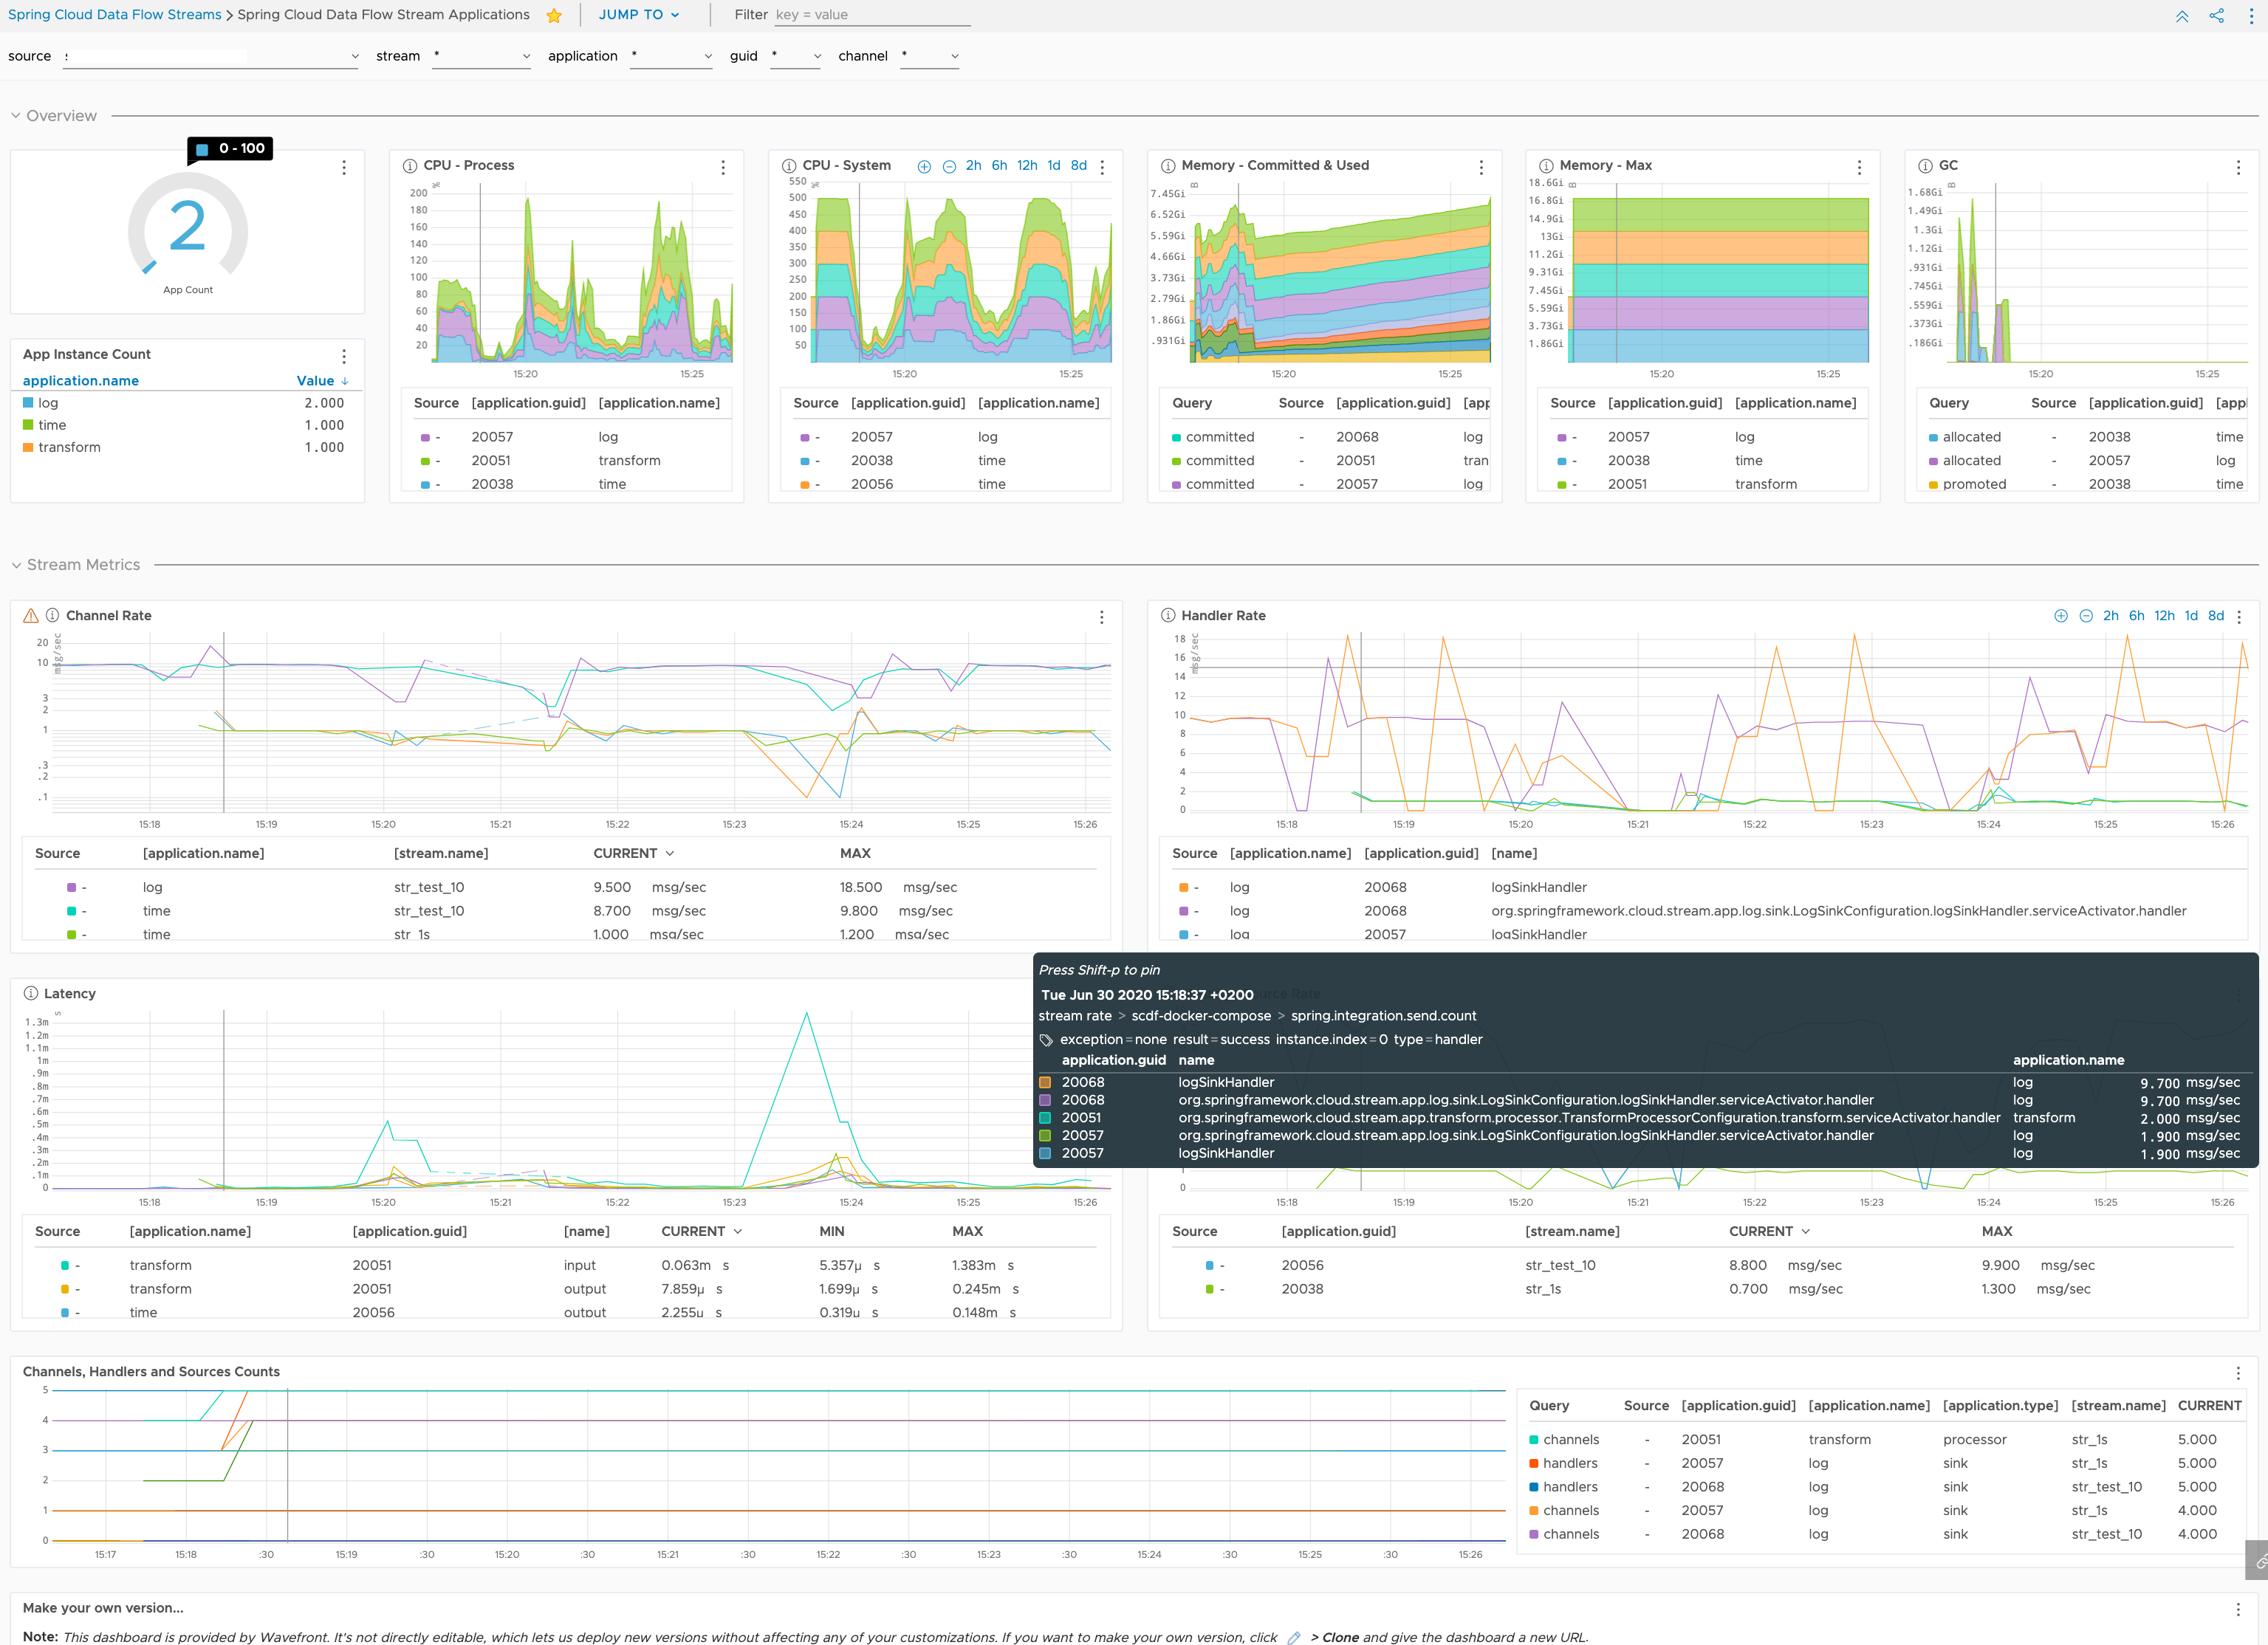 Spring Cloud Data Flow Streams > Spring Cloud Data Flow Stream Applications JUMP TO Filter key = value
source stream * application * guid * channel *
Overview
0 - 100
2
App Count
App Instance Count
application.name Value ↓
log 2.000
time 1.000
transform 1.000
CPU - Process
%
200
180
160
140
120
100
80
60
40
20
15:20 15:25
Source [application.guid] [application.name]
- 20057 log
- 20051 transform
- 20038 time
CPU - System 2h 6h 12h 1d 8d
%
550
500
450
400
350
300
250
200
150
100
50
15:20 15:25
Source [application.guid] [application.name]
- 20057 log
- 20038 time
- 20056 time
Memory - Committed & Used
B
7.45Gi
6.52Gi
5.59Gi
4.66Gi
3.73Gi
2.79Gi
1.86Gi
.931Gi
15:20 15:25
Query Source [application.guid] [app
committed - 20068 log
committed - 20051 tran
committed - 20057 log
Memory - Max
B
18.6Gi
16.8Gi
14.9Gi
13Gi
11.2Gi
9.31Gi
7.45Gi
5.59Gi
3.73Gi
1.86Gi
15:20 15:25
Source [application.guid] [application.name]
- 20057 log
- 20038 time
- 20051 transform
GC
B
1.68Gi
1.49Gi
1.3Gi
1.12Gi
.931Gi
.745Gi
.559Gi
.373Gi
.186Gi
15:20 15:25
Query Source [application.guid] [appl
allocated - 20038 time
allocated - 20057 log
promoted - 20038 time
Stream Metrics
Channel Rate
msg/sec
20
10
3
2
1
.3
.2
.1
15:18 15:19 15:20 15:21 15:22 15:23 15:24 15:25 15:26
Source [application.name] [stream.name] CURRENT MAX
- log str_test_10 9.500 msg/sec 18.500 msg/sec
- time str_test_10 8.700 msg/sec 9.800 msg/sec
- time str_1s 1.000 msg/sec 1.200 msg/sec
Handler Rate 2h 6h 12h 1d 8d
msg/sec
18
16
14
12
10
8
6
4
2
0
15:18 15:19 15:20 15:21 15:22 15:23 15:24 15:25 15:26
Source [application.name] [application.guid] [name]
- log 20068 logSinkHandler
- log 20068 org.springframework.cloud.stream.app.log.sink.LogSinkConfiguration.logSinkHandler.serviceActivator.handler
- log 20057 logSinkHandler
Latency
s
1.3m
1.2m
1.1m
1m
.9m
.8m
.7m
.6m
.5m
.4m
.3m
.2m
.1m
0
15:18 15:19 15:20 15:21 15:22 15:23 15:24 15:25 15:26
Source [application.name] [application.guid] [name] CURRENT MIN MAX
- transform 20051 input 0.063m s 5.357µ s 1.383m s
- transform 20051 output 7.859µ s 1.699µ s 0.245m s
- time 20056 output 2.255µ s 0.319µ s 0.148m s
Press Shift-p to pin
Tue Jun 30 2020 15:18:37 +0200
stream rate > scdf-docker-compose > spring.integration.send.count
exception=none result=success instance.index=0 type=handler
application.guid name application.name
20068 logSinkHandler log 9.700 msg/sec
20068 org.springframework.cloud.stream.app.log.sink.LogSinkConfiguration.logSinkHandler.serviceActivator.handler log 9.700 msg/sec
20051 org.springframework.cloud.stream.app.transform.processor.TransformProcessorConfiguration.transform.serviceActivator.handler transform 2.000 msg/sec
20057 org.springframework.cloud.stream.app.log.sink.LogSinkConfiguration.logSinkHandler.serviceActivator.handler log 1.900 msg/sec
20057 logSinkHandler log 1.900 msg/sec
0
15:18 15:19 15:20 15:21 15:22 15:23 15:24 15:25 15:26
Source [application.guid] [stream.name] CURRENT MAX
- 20056 str_test_10 8.800 msg/sec 9.900 msg/sec
- 20038 str_1s 0.700 msg/sec 1.300 msg/sec
Channels, Handlers and Sources Counts
5
4
3
2
1
0
15:17 15:18 :30 15:19 :30 15:20 :30 15:21 :30 15:22 :30 15:23 :30 15:24 :30 15:25 :30 15:26
Query Source [application.guid] [application.name] [application.type] [stream.name] CURRENT
channels - 20051 transform processor str_1s 5.000
handlers - 20057 log sink str_1s 5.000
handlers - 20068 log sink str_test_10 5.000
channels - 20057 log sink str_1s 4.000
channels - 20068 log sink str_test_10 4.000
Make your own version...
Note: This dashboard is provided by Wavefront. It's not directly editable, which lets us deploy new versions without affecting any of your customizations. If you want to make your own version, click > Clone and give the dashboard a new URL.